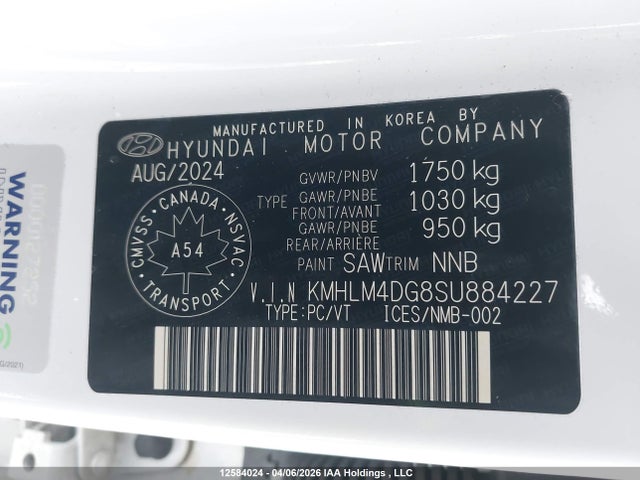 MANUFACTURED IN KOREA BY
HYUNDAI MOTOR COMPANY
AUG/2024
GVWR/PNBV 1750 kg
TYPE GAWR/PNBE FRONT/AVANT 1030 kg
GAWR/PNBE REAR/ARRIÈRE 950 kg
PAINT SAW TRIM NNB
CMVSS • CANADA • NSVAC
A54
TRANSPORT
V.I.N KMHLM4DG8SU884227
TYPE:PC/VT ICES/NMB-002
WARNING
12584024 - 04/06/2026 IAA Holdings , LLC